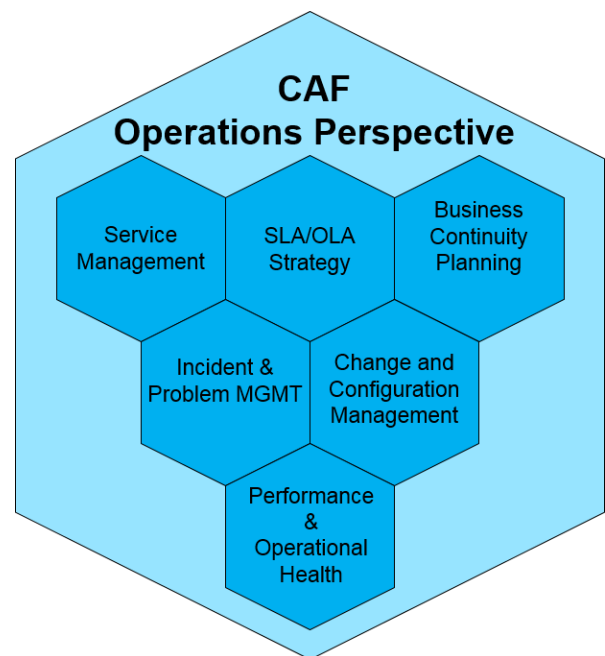 CAF
Operations Perspective
Service
Management
SLA/OLA
Strategy
Business
Continuity
Planning
Incident &
Problem MGMT
Change and
Configuration
Management
Performance
&
Operational
Health